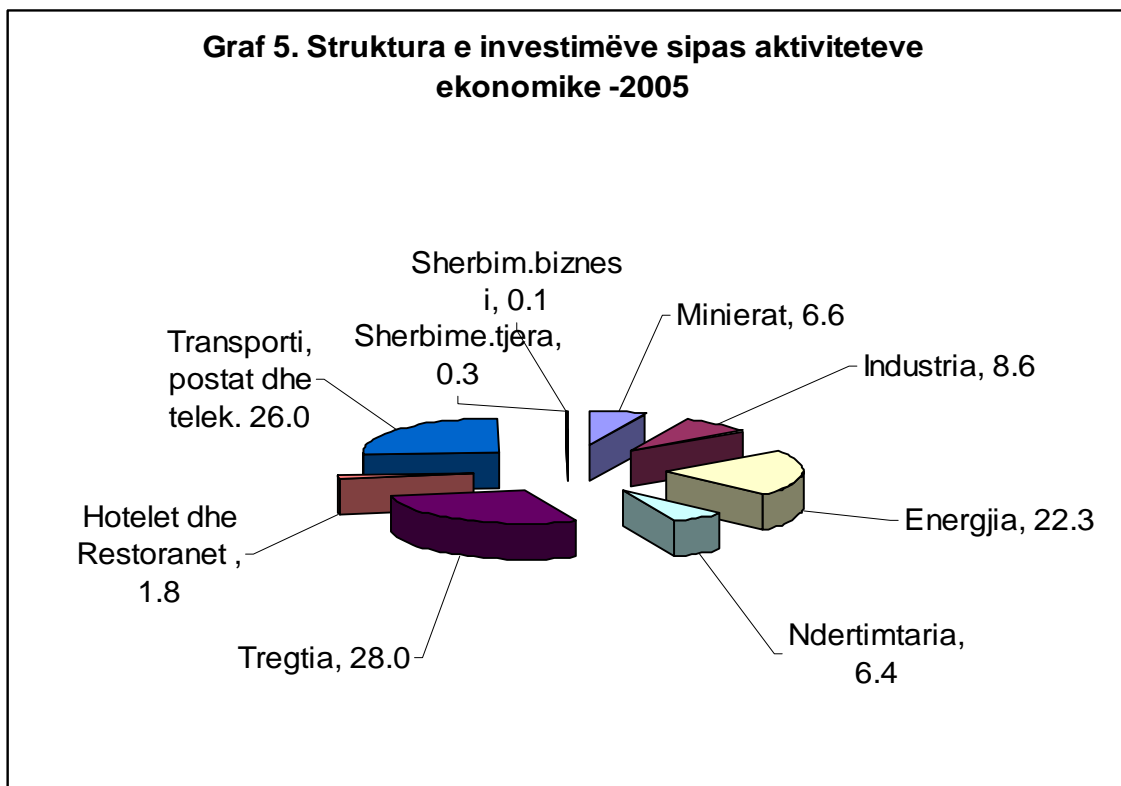 Graf 5. Struktura e investimëve sipas aktiviteteve
ekonomike -2005
Sherbim.biznes
i, 0.1
Sherbime.tjera,
0.3
Minierat, 6.6
Industria, 8.6
Energjia, 22.3
Ndertimtaria,
6.4
Tregtia, 28.0
Hotelet dhe
Restoranet ,
1.8
Transporti,
postat dhe
telek. 26.0